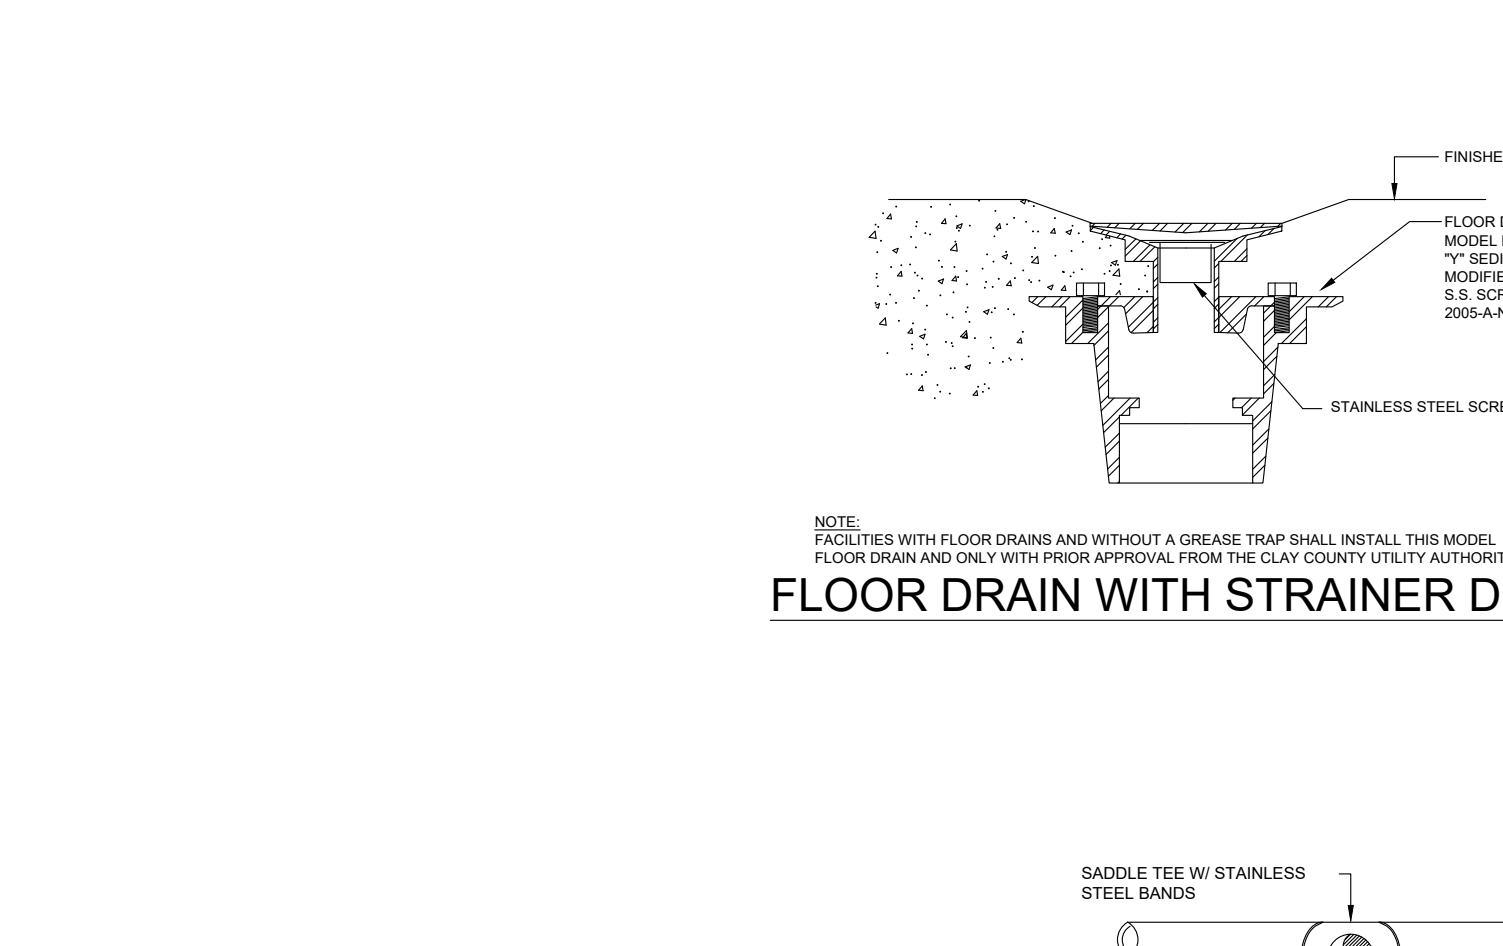 FINISHE
FLOOR D
MODEL
"Y" SEDI
MODIFIE
S.S. SCR
2005-A-N
STAINLESS STEEL SCRE
NOTE:
FACILITIES WITH FLOOR DRAINS AND WITHOUT A GREASE TRAP SHALL INSTALL THIS MODEL
FLOOR DRAIN AND ONLY WITH PRIOR APPROVAL FROM THE CLAY COUNTY UTILITY AUTHORIT
FLOOR DRAIN WITH STRAINER D
SADDLE TEE W/ STAINLESS
STEEL BANDS